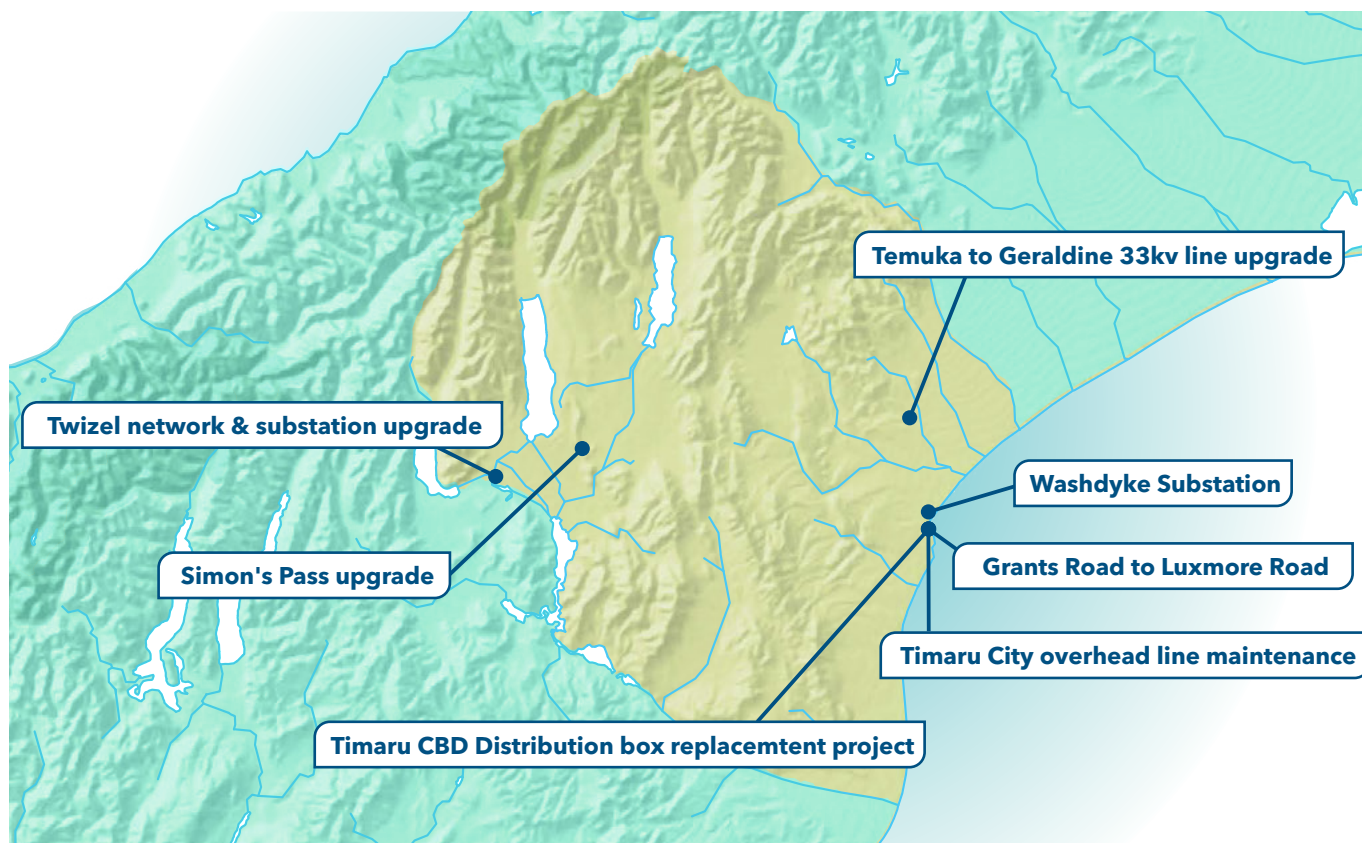 Temuka to Geraldine 33kv line upgrade
Twizel network & substation upgrade
Washdyke Substation
Simon's Pass upgrade
Grants Road to Luxmore Road
Timaru City overhead line maintenance
Timaru CBD Distribution box replacemtent project